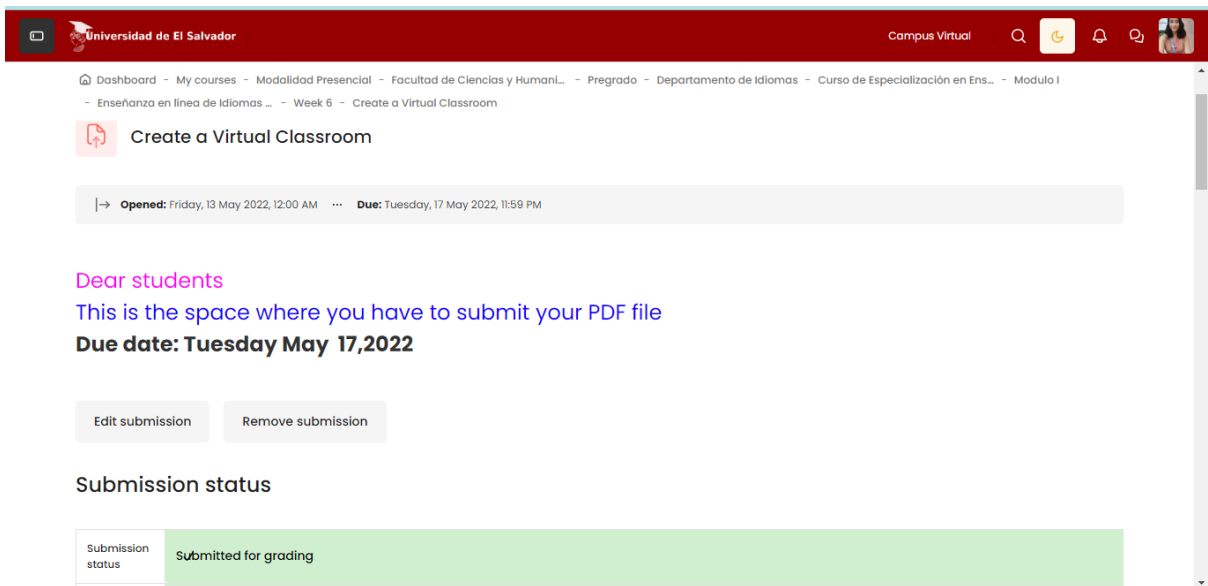 Universidad de El Salvador
Campus Virtual
Dashboard - My courses - Modalidad Presencial - Facultad de Ciencias y Humani... - Pregrado - Departamento de Idiomas - Curso de Especialización en Ens... - Modulo I
- Enseñanza en linea de Idiomas ... - Week 6 - Create a Virtual Classroom
Create a Virtual Classroom
Opened: Friday, 13 May 2022, 12:00 AM ··· Due: Tuesday, 17 May 2022, 11:59 PM
Dear students
This is the space where you have to submit your PDF file
Due date: Tuesday May 17,2022
Edit submission Remove submission
Submission status
Submission
status
Submitted for grading